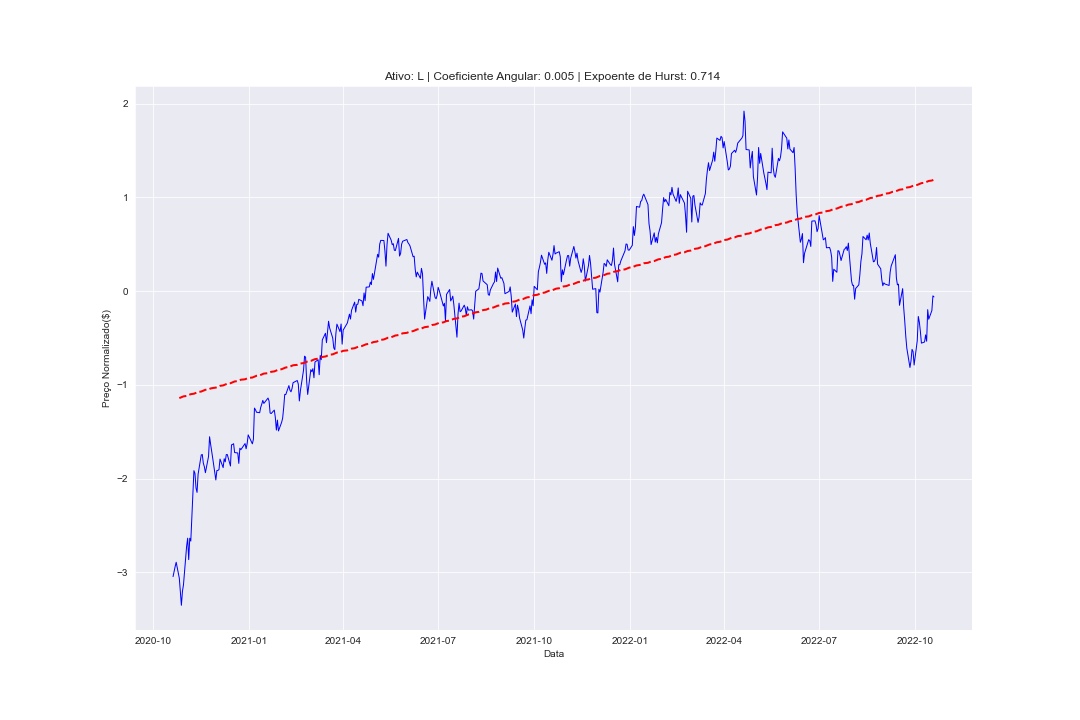 Ativo: L | Coeficiente Angular: 0.005 | Expoente de Hurst: 0.714
2
1
0
−1
−2
−3
Preço Normalizado($)
2020-10 2021-01 2021-04 2021-07 2021-10 2022-01 2022-04 2022-07 2022-10
Data